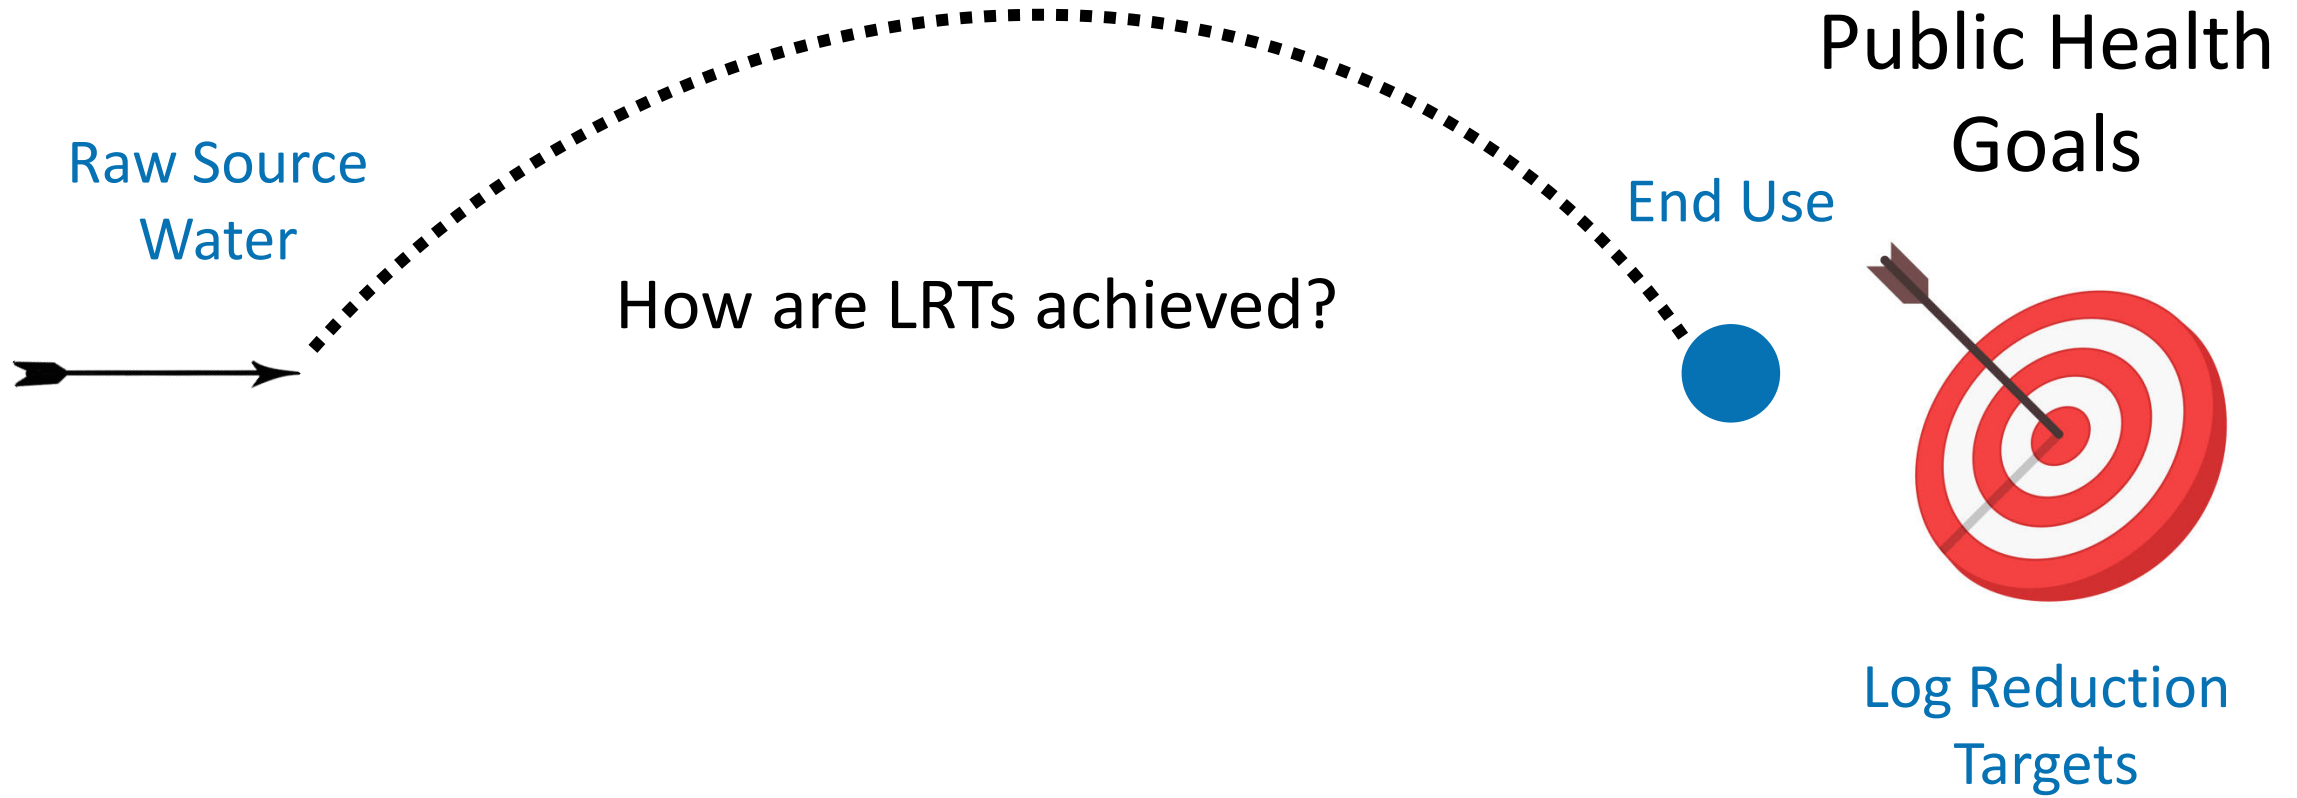 Raw Source
Water
How are LRTs achieved?
End Use
Public Health
Goals
Log Reduction
Targets